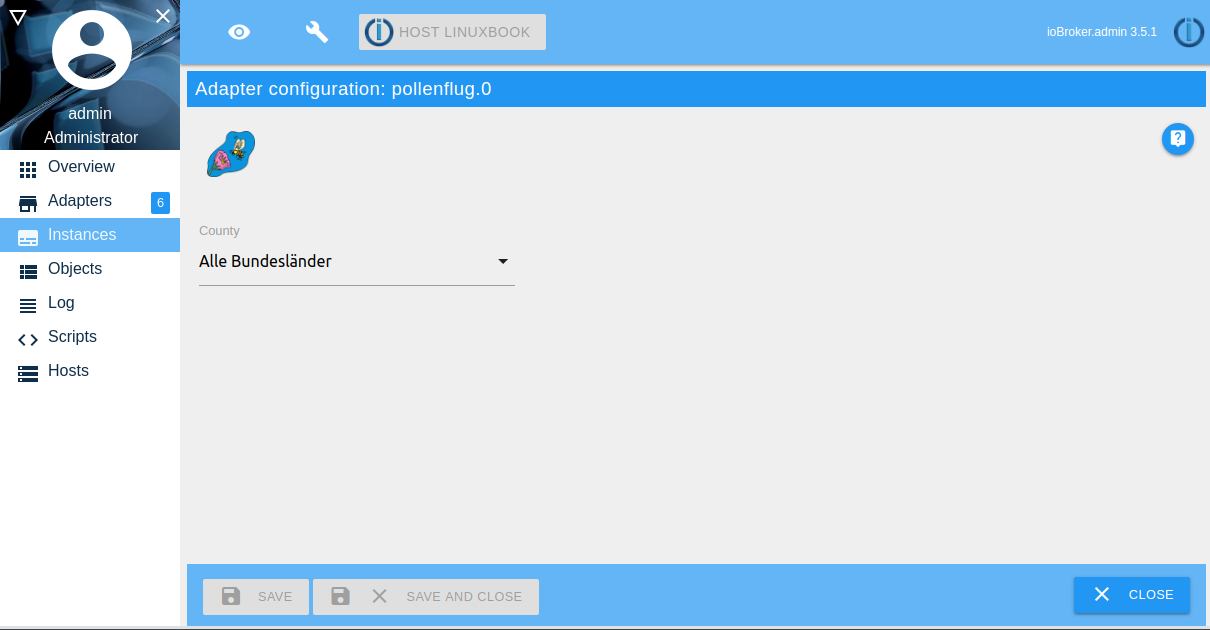 admin
Administrator
Overview
Adapters 6
Instances
Objects
Log
Scripts
Hosts
HOST LINUXBOOK
ioBroker.admin 3.5.1
Adapter configuration: pollenflug.0
?
County
Alle Bundesländer
SAVE
SAVE AND CLOSE
CLOSE